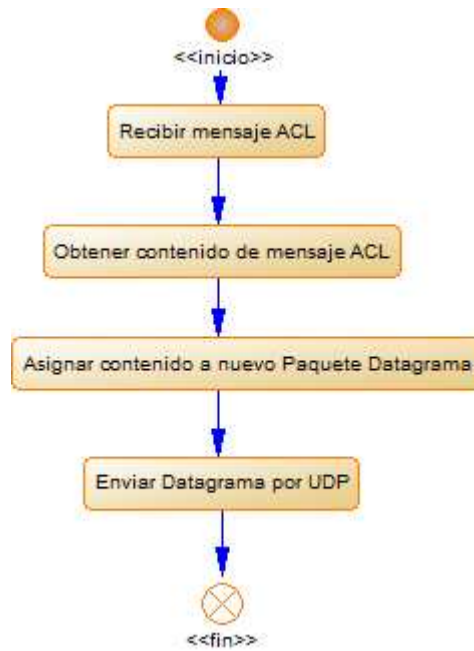 <<inicio>>
Recibir mensaje ACL
Obtener contenido de mensaje ACL
Asignar contenido a nuevo Paquete Datagrama
Enviar Datagrama por UDP
<<fin>>